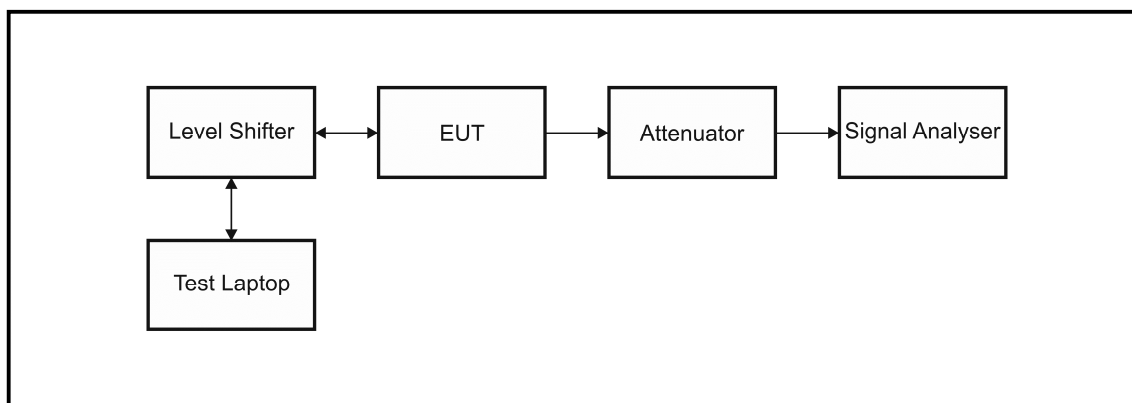 Level Shifter
EUT
Attenuator
Signal Analyser
Test Laptop